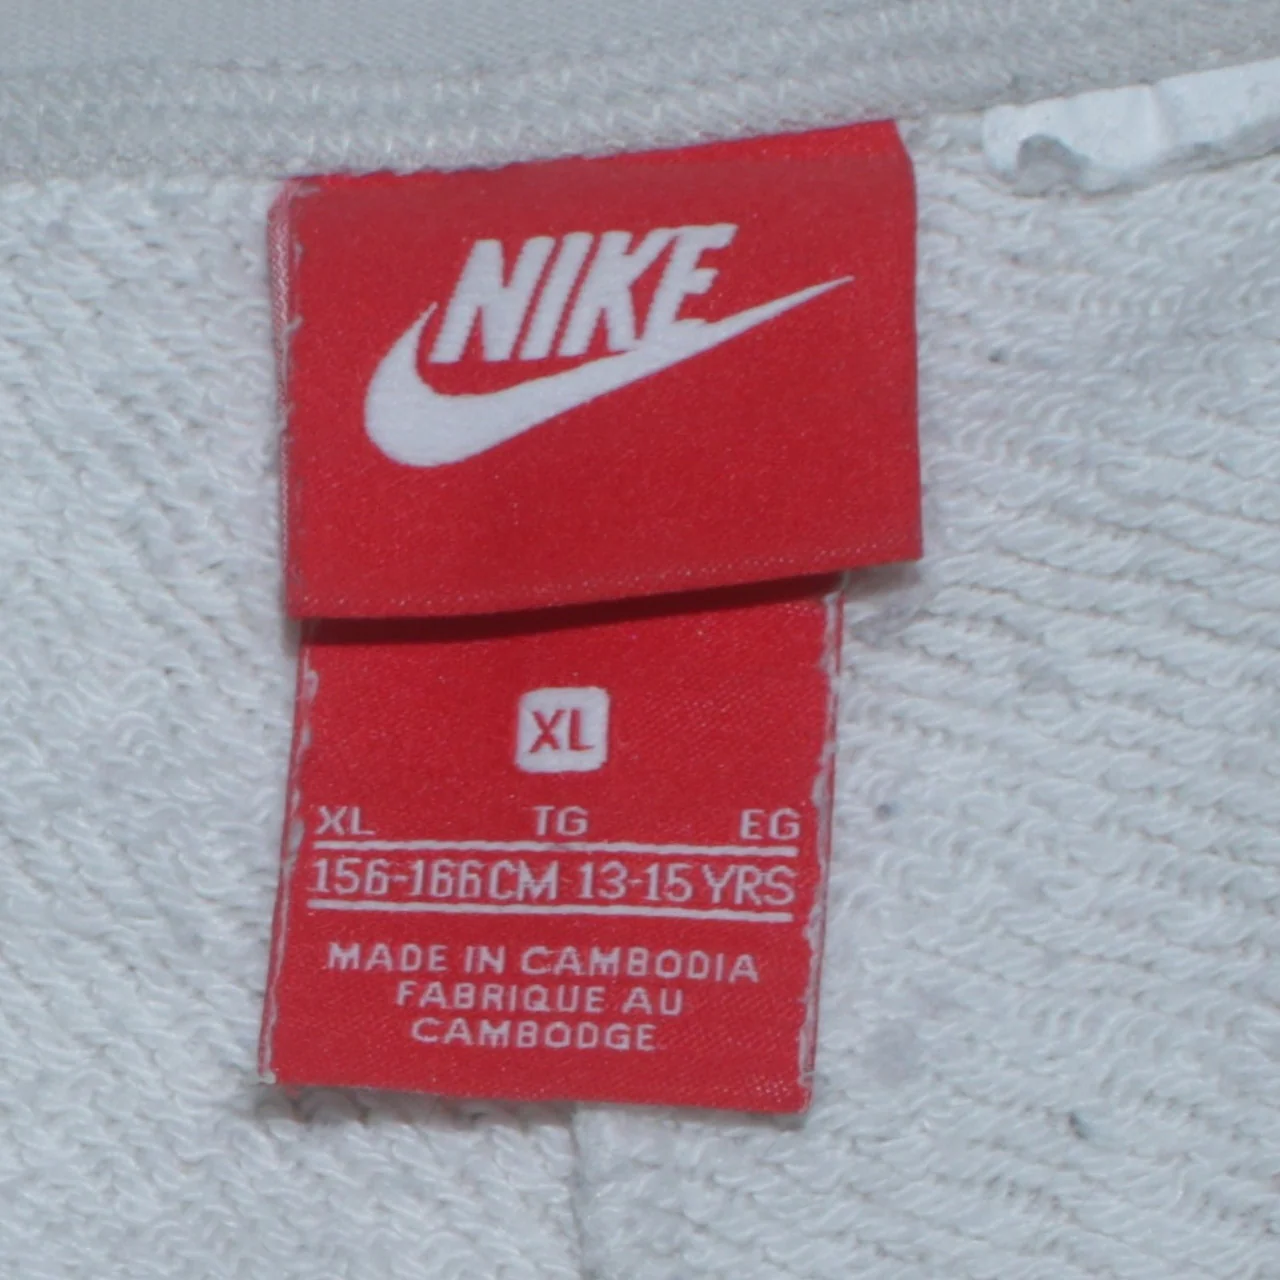 NIKE
XL
XL TG EG
156-166CM 13-15 YRS
MADE IN CAMBODIA
FABRIQUE AU
CAMBODGE